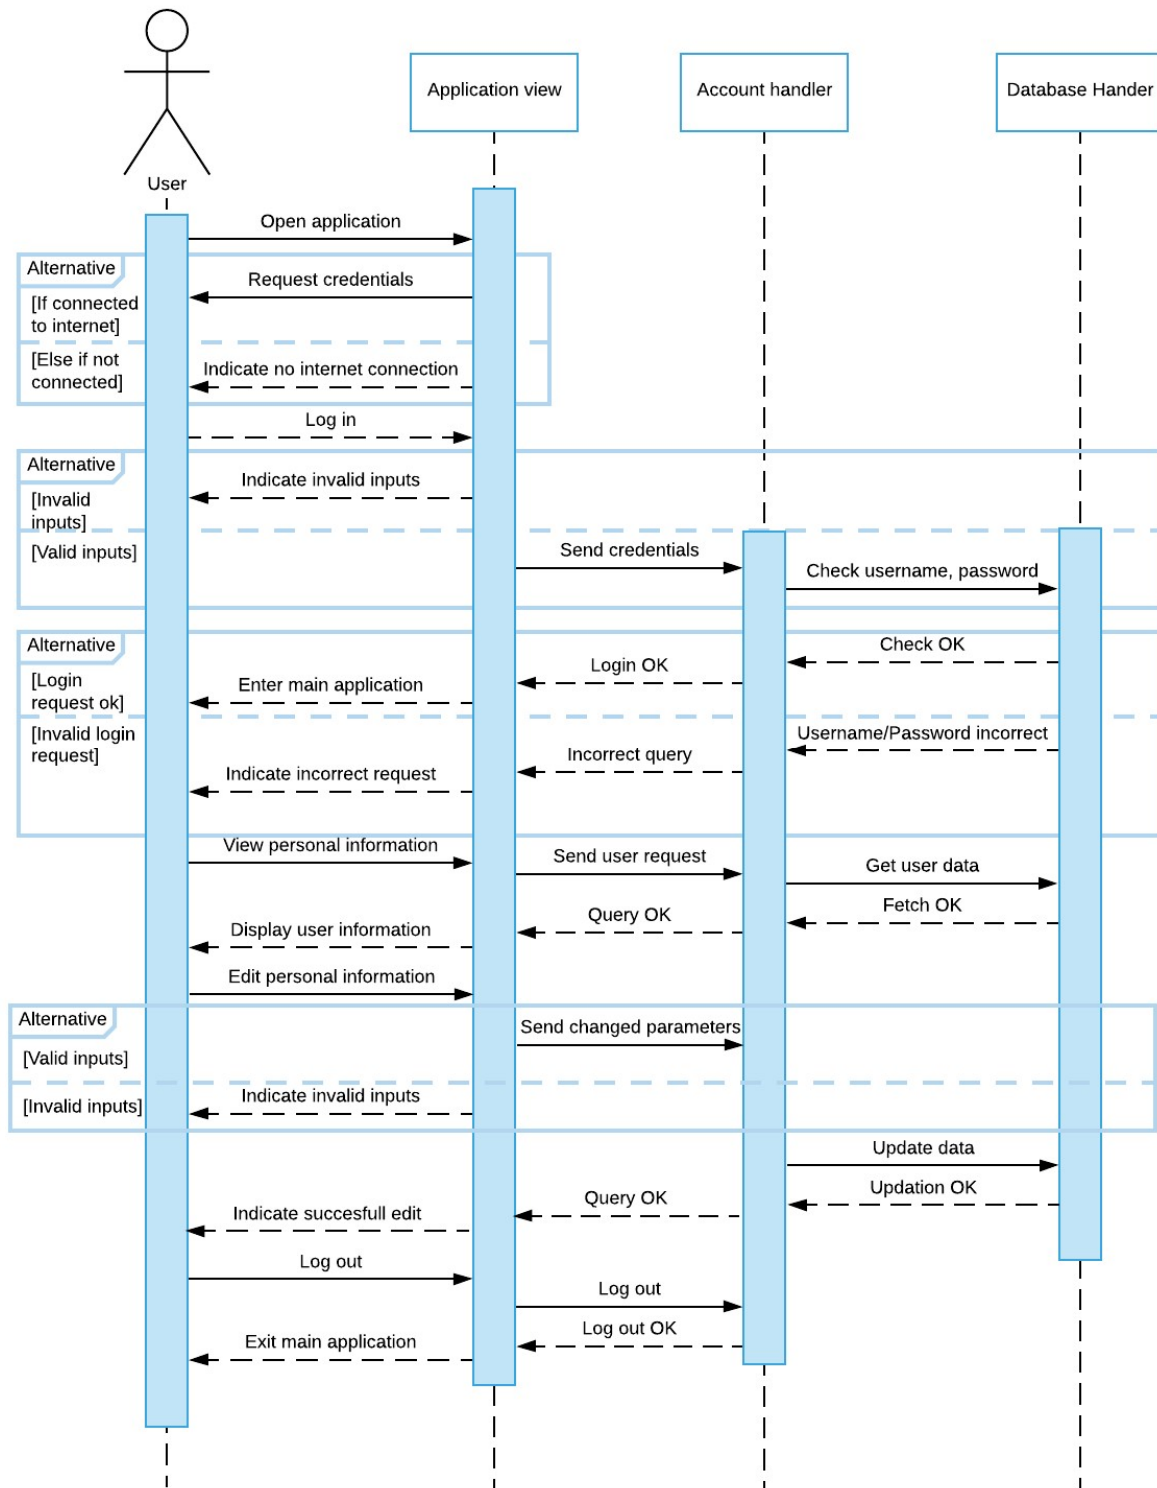 Application view
Account handler
Database Hander
User
Open application
Alternative
Request credentials
[If connected
to internet]
[Else if not
connected]
Indicate no internet connection
Log in
Alternative
Indicate invalid inputs
[Invalid
inputs]
[Valid inputs]
Send credentials
Check username, password
Alternative
Check OK
Login OK
[Login
request ok]
Enter main application
[Invalid login
request]
Username/Password incorrect
Incorrect query
Indicate incorrect request
View personal information
Send user request
Get user data
Fetch OK
Query OK
Display user information
Edit personal information
Alternative
Send changed parameters
[Valid inputs]
Indicate invalid inputs
[Invalid inputs]
Update data
Updation OK
Query OK
Indicate succesfull edit
Log out
Log out
Log out OK
Exit main application